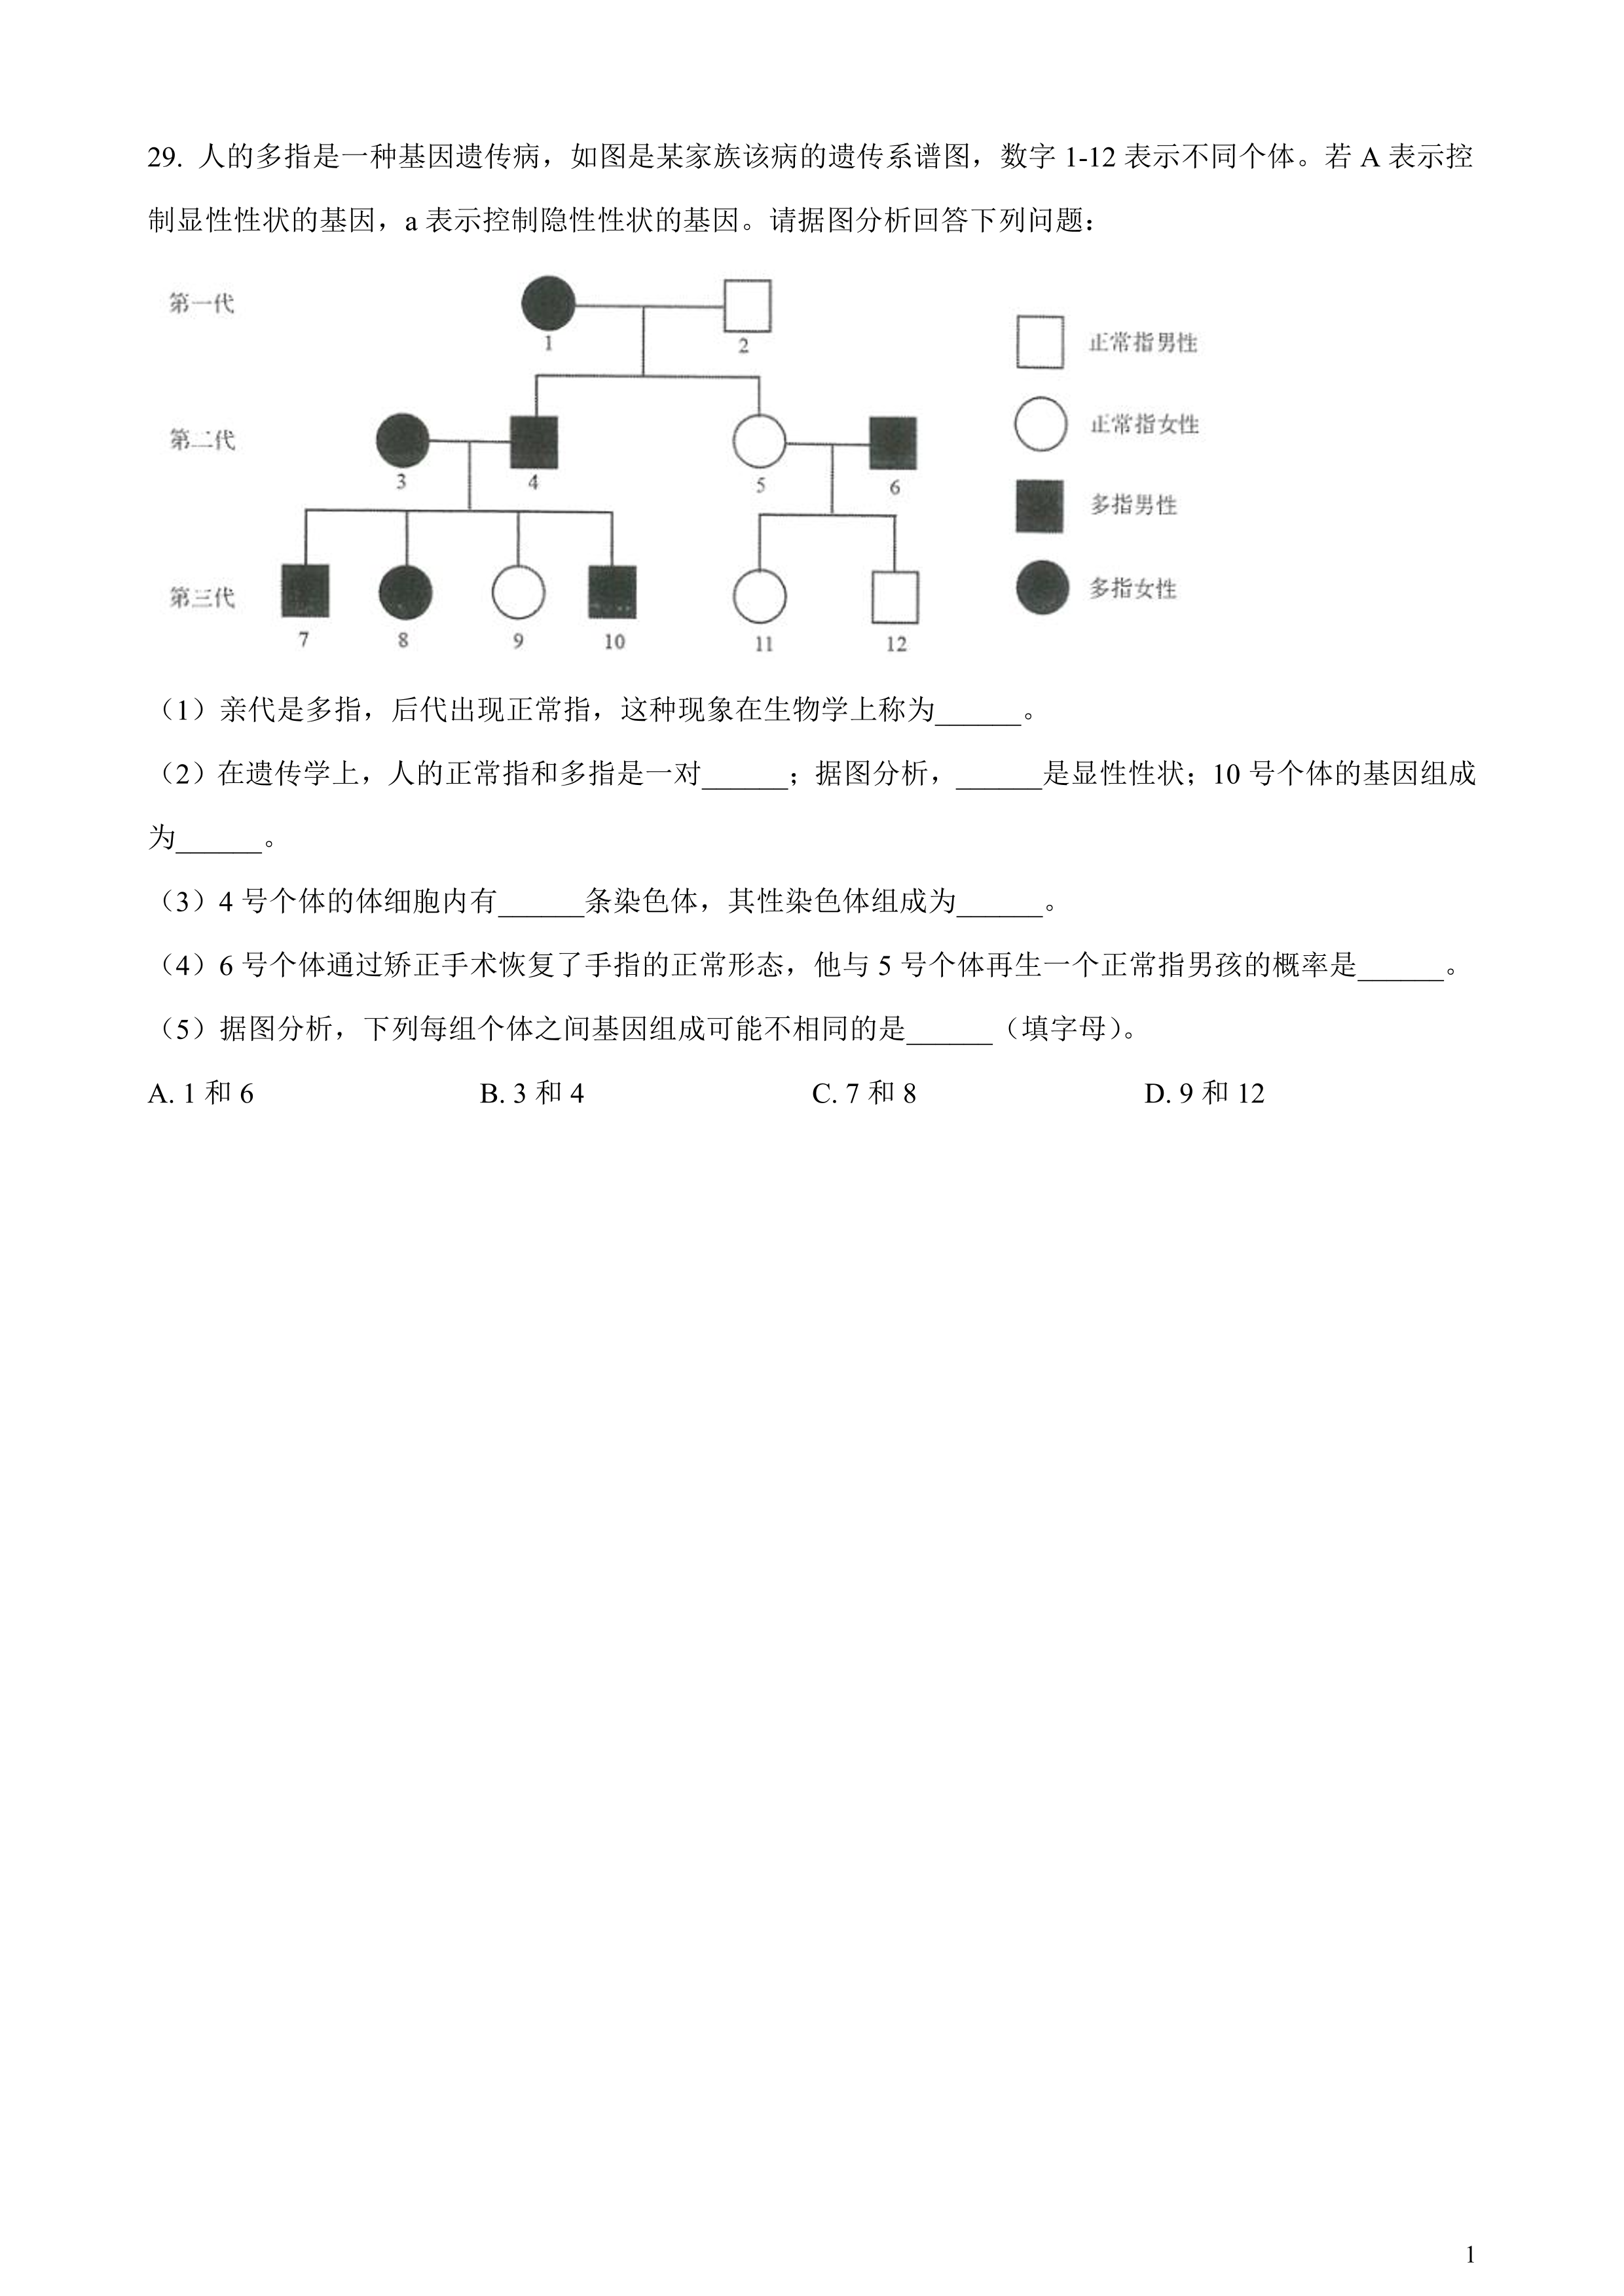 29. 人的多指是一种基因遗传病，如图是某家族该病的遗传系谱图，数字 1-12 表示不同个体。若 A 表示控
制显性性状的基因，a 表示控制隐性性状的基因。请据图分析回答下列问题：
第一代
1
2
正常指男性
正常指女性
第二代
3
4
5
6
多指男性
多指女性
第三代
7
8
9
10
11
12
（1）亲代是多指，后代出现正常指，这种现象在生物学上称为______。
（2）在遗传学上，人的正常指和多指是一对______；据图分析，______是显性性状；10 号个体的基因组成
为______。
（3）4 号个体的体细胞内有______条染色体，其性染色体组成为______。
（4）6 号个体通过矫正手术恢复了手指的正常形态，他与 5 号个体再生一个正常指男孩的概率是______。
（5）据图分析，下列每组个体之间基因组成可能不相同的是______（填字母）。
A. 1 和 6 B. 3 和 4 C. 7 和 8 D. 9 和 12
1